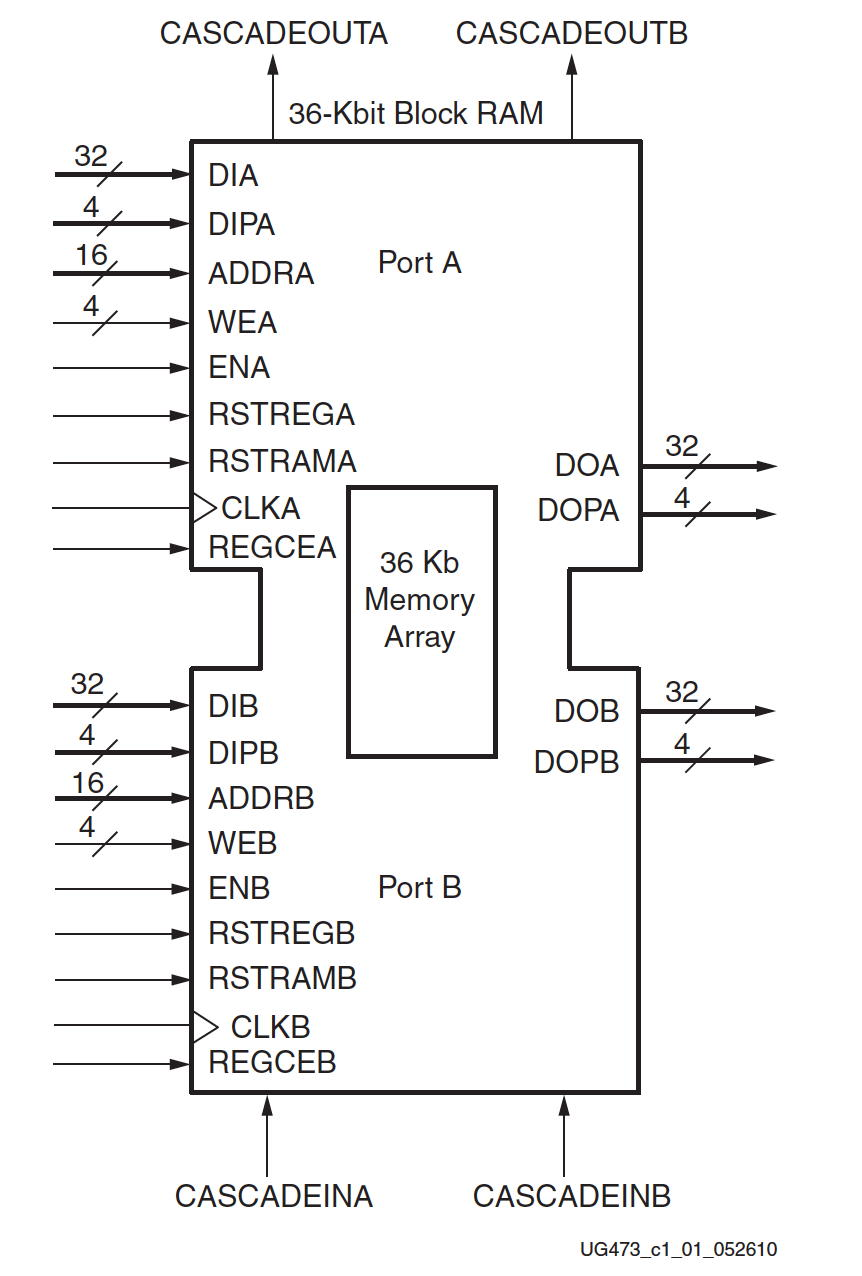 CASCADEOUTA CASCADEOUTB
36-Kbit Block RAM
32
DIA
4
DIPA
16
ADDRA
Port A
4
WEA
ENA
RSTREGA
RSTRAMA
CLKA
REGCEA
32
DOA
4
DOPA
36 Kb
Memory
Array
32
DIB
4
DIPB
16
ADDRB
4
WEB
ENB
Port B
RSTREGB
RSTRAMB
CLKB
REGCEB
32
DOB
4
DOPB
CASCADEINA CASCADEINB
UG473_c1_01_052610